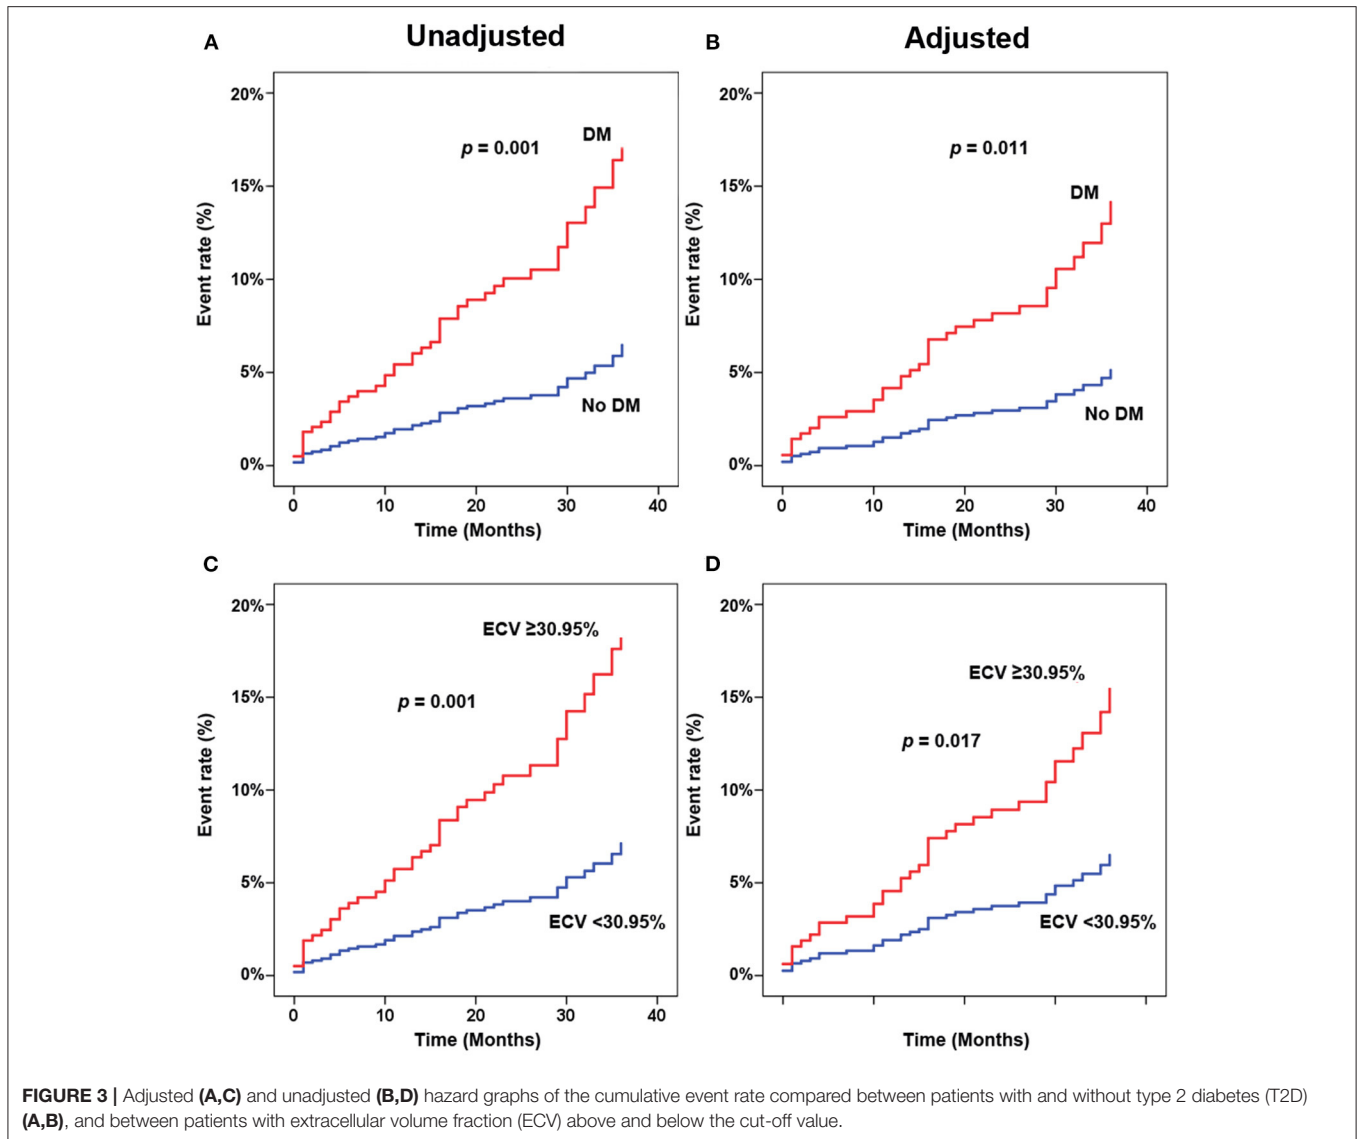 A
Unadjusted
B
Adjusted
20%
15%
10%
5%
0%
Event rate (%)
p = 0.001
DM
No DM
0 10 20 30 40
Time (Months)
20%
15%
10%
5%
0%
Event rate (%)
p = 0.011
DM
No DM
0 10 20 30 40
Time (Months)
C
20%
15%
10%
5%
0%
Event rate (%)
ECV ≥30.95%
p = 0.001
ECV <30.95%
0 10 20 30 40
Time (Months)
D
20%
15%
10%
5%
0%
Event rate (%)
ECV ≥30.95%
p = 0.017
ECV <30.95%
Time (Months)
FIGURE 3 | Adjusted (A,C) and unadjusted (B,D) hazard graphs of the cumulative event rate compared between patients with and without type 2 diabetes (T2D)
(A,B), and between patients with extracellular volume fraction (ECV) above and below the cut-off value.